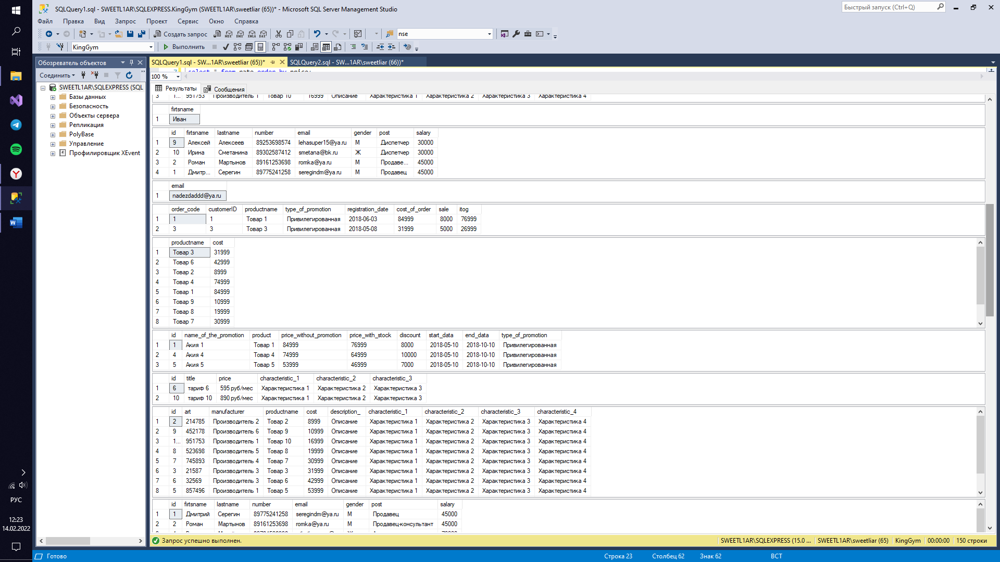 SQLQuery1.sql - SWEETL1AR\SQLEXPRESS.KingGym (SWEETL1AR\sweetliar (65))* - Microsoft SQL Server Management Studio
Быстрый запуск (Ctrl+Q)
Файл Правка Вид Запрос Проект Сервис Окно Справка
Создать запрос MDX DMX XMLA DAX nse
KingGym Выполнить
Обозреватель объектов
Соединить
SWEETL1AR\SQLEXPRESS (SQL
Базы данных
Безопасность
Объекты сервера
Репликация
PolyBase
Управление
Профилировщик XEvent
SQLQuery1.sql - SW...1AR\sweetliar (65))* SQLQuery2.sql - SW...1AR\sweetliar (66))*
7 select * from rate order by price;
100 %
Результаты Сообщения
3 1... 951753 Производитель 1 Товар 10 16999 Описание Характеристика 1 Характеристика 2 Характеристика 3 Характеристика 4
firtsname
1 Иван
id firtsname lastname number email gender post salary
1 9 Алексей Алексеев 89253698574 lehasuper15@ya.ru М Диспетчер 30000
2 10 Ирина Сметанина 89302587412 smetana@bk.ru Ж Диспетчер 30000
3 2 Роман Мартынов 89161253698 romka@ya.ru М Продаве... 45000
4 1 Дмитр... Серегин 89775241258 seregindm@ya.ru М Продавец 45000
email
1 nadezdaddd@ya.ru
order_code customerID productname type_of_promotion registration_date cost_of_order sale itog
1 1 1 Товар 1 Привилегированная 2018-06-03 84999 8000 76999
2 3 3 Товар 3 Привилегированная 2018-05-08 31999 5000 26999
productname cost
1 Товар 3 31999
2 Товар 6 42999
3 Товар 2 8999
4 Товар 4 74999
5 Товар 1 84999
6 Товар 9 10999
7 Товар 8 19999
8 Товар 7 30999
id name_of_the_promotion product price_without_promotion price_with_stock discount start_data end_data type_of_promotion
1 1 Акия 1 Товар 1 84999 76999 8000 2018-05-10 2018-10-10 Привилегированная
2 4 Акия 4 Товар 4 74999 64999 10000 2018-05-10 2018-10-10 Привилегированная
3 5 Акия 5 Товар 5 53999 46999 7000 2018-05-10 2018-10-10 Привилегированная
id title price characteristic_1 characteristic_2 characteristic_3
1 6 тариф 6 595 руб/мес Характеристика 1 Характеристика 2 Характеристика 3
2 10 тариф 10 890 руб/мес Характеристика 1 Характеристика 2 Характеристика 3
id art manufacturer productname cost description_ characteristic_1 characteristic_2 characteristic_3 characteristic_4
1 2 214785 Производитель 2 Товар 2 8999 Описание Характеристика 1 Характеристика 2 Характеристика 3 Характеристика 4
2 9 452178 Производитель 6 Товар 9 10999 Описание Характеристика 1 Характеристика 2 Характеристика 3 Характеристика 4
3 1... 951753 Производитель 1 Товар 10 16999 Описание Характеристика 1 Характеристика 2 Характеристика 3 Характеристика 4
4 8 523698 Производитель 5 Товар 8 19999 Описание Характеристика 1 Характеристика 2 Характеристика 3 Характеристика 4
5 7 745893 Производитель 4 Товар 7 30999 Описание Характеристика 1 Характеристика 2 Характеристика 3 Характеристика 4
6 3 21587 Производитель 3 Товар 3 31999 Описание Характеристика 1 Характеристика 2 Характеристика 3 Характеристика 4
7 6 32569 Производитель 3 Товар 6 42999 Описание Характеристика 1 Характеристика 2 Характеристика 3 Характеристика 4
8 5 857496 Производитель 1 Товар 5 53999 Описание Характеристика 1 Характеристика 2 Характеристика 3 Характеристика 4
id firtsname lastname number email gender post salary
1 1 Дмитрий Серегин 89775241258 seregindm@ya.ru М Продавец 45000
2 2 Роман Мартынов 89161253698 romka@ya.ru М Продавец-консультант 45000
Запрос успешно выполнен. SWEETL1AR\SQLEXPRESS (15.0 ... SWEETL1AR\sweetliar (65) KingGym 00:00:00 150 строки
Готово Строка 23 Столбец 62 Знак 62 ВСТ
РУС
12:23
14.02.2022